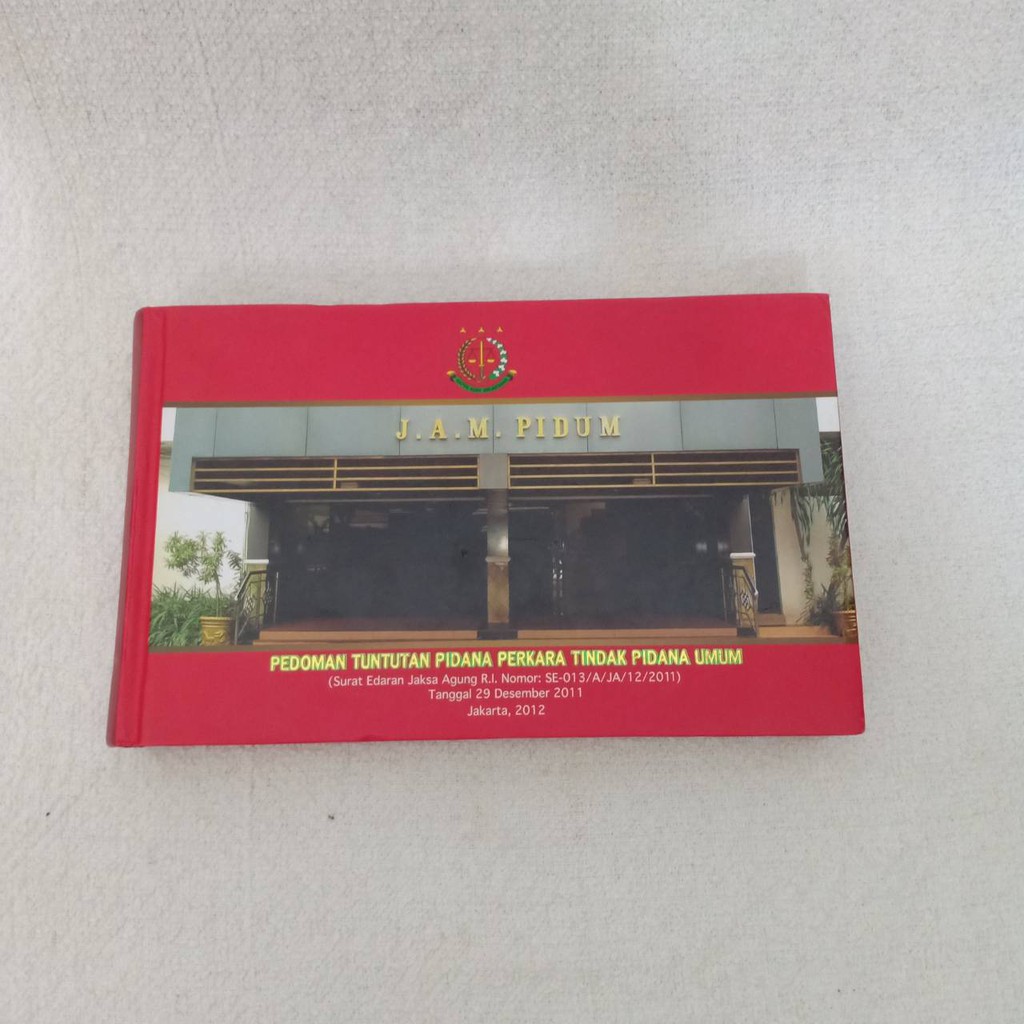 J.A.M. PIDUM
PEDOMAN TUNTUTAN PIDANA PERKARA TINDAK PIDANA UMUM
(Surat Edaran Jaksa Agung R.I. Nomor: SE-013/A/JA/12/2011)
Tanggal 29 Desember 2011
Jakarta, 2012